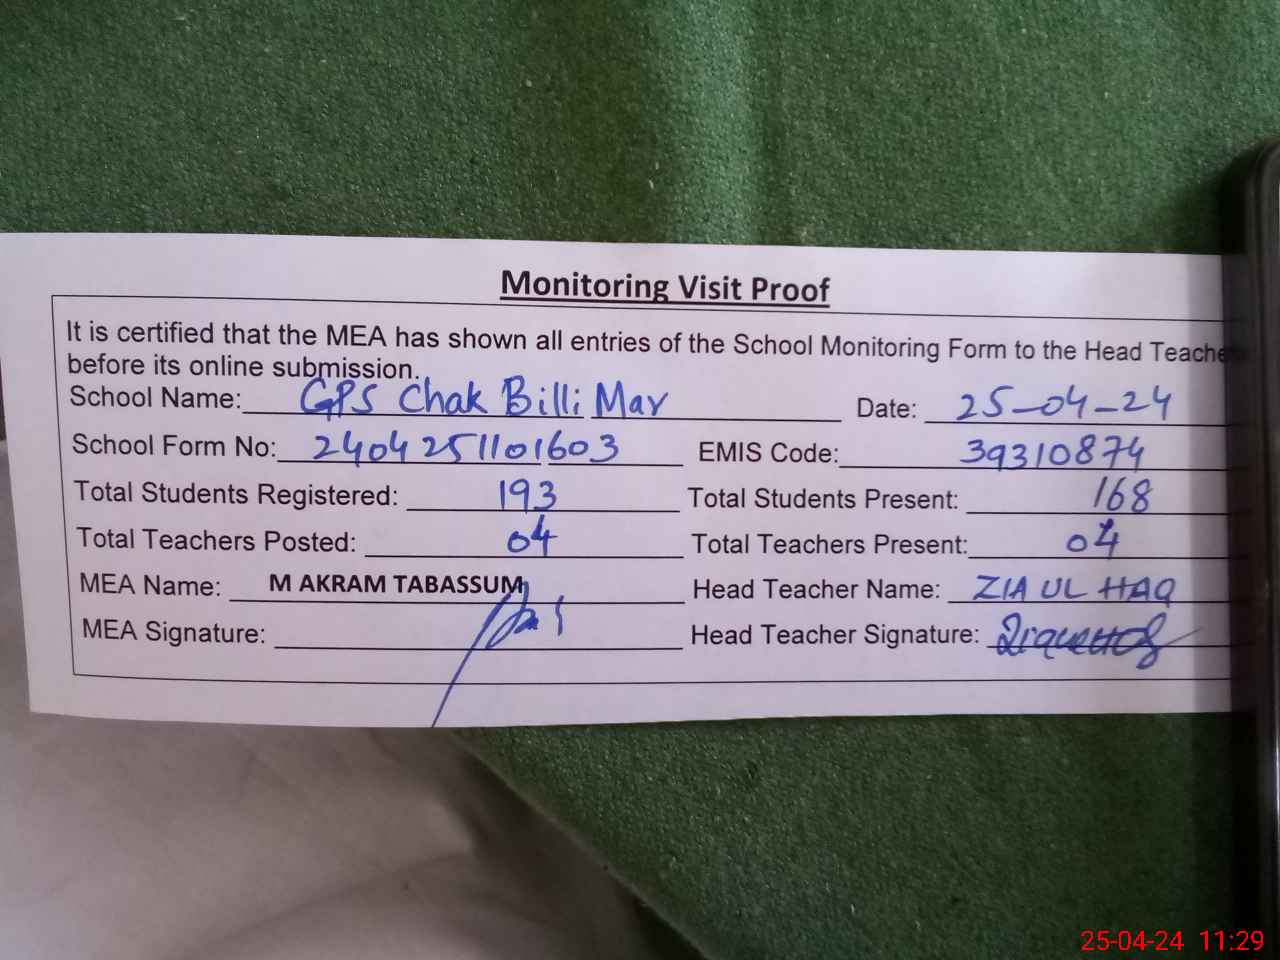 Monitoring Visit Proof
It is certified that the MEA has shown all entries of the School Monitoring Form to the Head Teache
before its online submission.
School Name: GPS Chak Billi Mar Date: 25-04-24
School Form No: 2404251101603 EMIS Code: 39310874
Total Students Registered: 193 Total Students Present: 168
Total Teachers Posted: 04 Total Teachers Present: 04
MEA Name: M AKRAM TABASSUM Head Teacher Name: ZIA UL HAQ
MEA Signature: Head Teacher Signature:
25-04-24 11:29